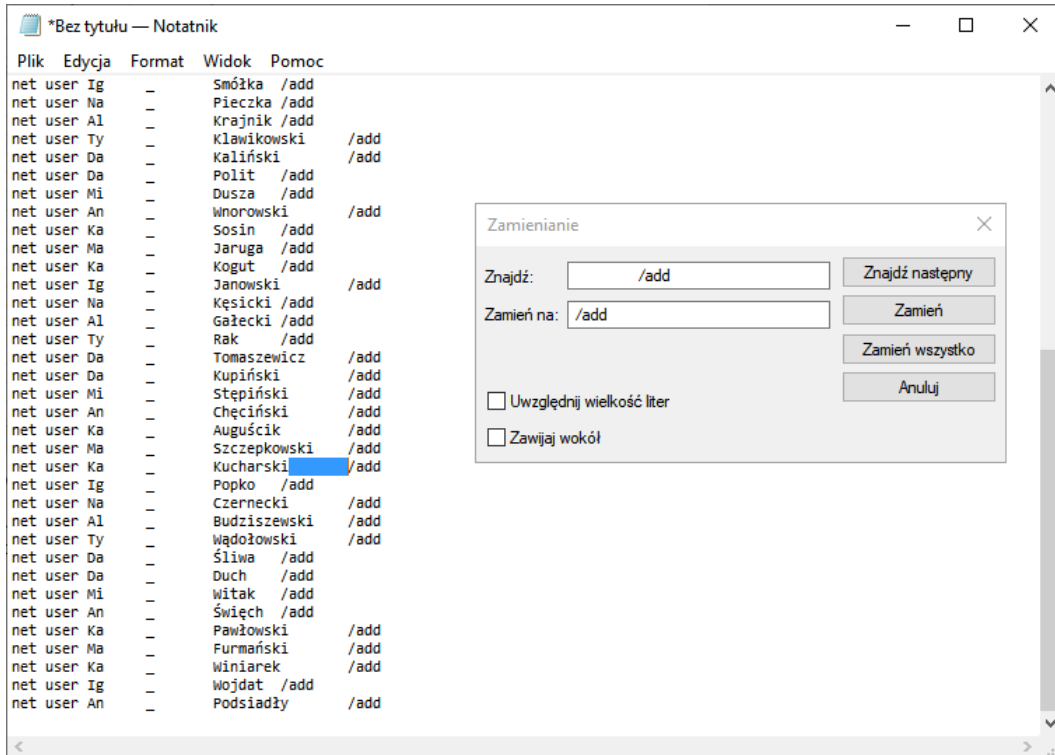 *Bez tytułu — Notatnik
Plik Edycja Format Widok Pomoc
net user Ig _ Smółka /add
net user Na _ Pieczka /add
net user Al _ Krajnik /add
net user Ty _ Klawikowski /add
net user Da _ Kaliński /add
net user Da _ Polit /add
net user Mi _ Dusza /add
net user An _ Wnorowski /add
net user Ka _ Sosin /add
net user Ma _ Jaruga /add
net user Ka _ Kogut /add
net user Ig _ Janowski /add
net user Na _ Kęsicki /add
net user Al _ Gałecki /add
net user Ty _ Rak /add
net user Da _ Tomaszewicz /add
net user Da _ Kupiński /add
net user Mi _ Stępiński /add
net user An _ Chęciński /add
net user Ka _ Auguścik /add
net user Ma _ Szczepkowski /add
net user Ka _ Kucharski /add
net user Ig _ Popko /add
net user Na _ Czernecki /add
net user Al _ Budziszewski /add
net user Ty _ Wądołowski /add
net user Da _ Śliwa /add
net user Da _ Duch /add
net user Mi _ Witak /add
net user An _ Święch /add
net user Ka _ Pawłowski /add
net user Ma _ Furmański /add
net user Ka _ Winiarek /add
net user Ig _ Wojdat /add
net user An _ Podsiadły /add
Zamienianie
Znajdź: /add Znajdź następny
Zamień na: /add Zamień
Zamień wszystko
Anuluj
Uwzględnij wielkość liter
Zawijaj wokół